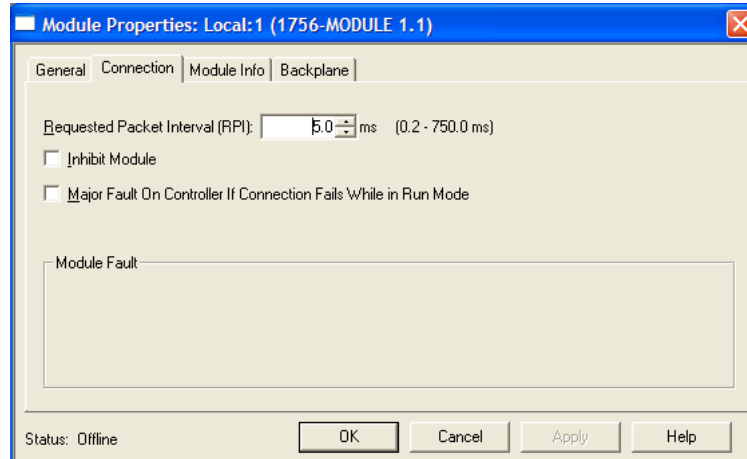 Module Properties: Local:1 (1756-MODULE 1.1)
General Connection Module Info Backplane
Requested Packet Interval (RPI): 5.0 ms (0.2 - 750.0 ms)
Inhibit Module
Major Fault On Controller If Connection Fails While in Run Mode
Module Fault
Status: Offline OK Cancel Apply Help